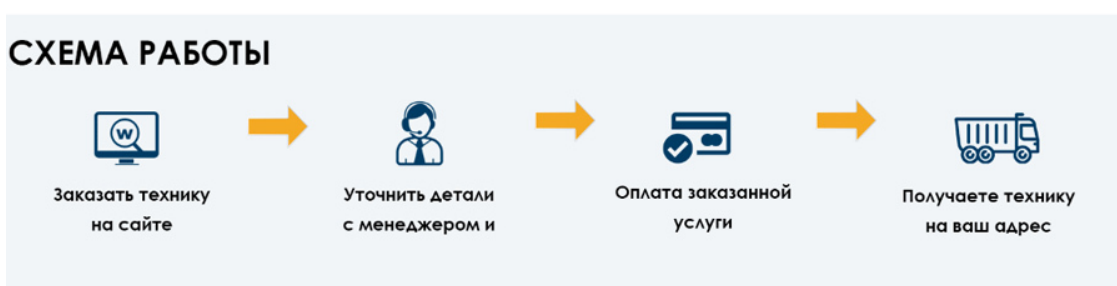 СХЕМА РАБОТЫ
W
Заказать технику
на сайте
Уточнить детали
с менеджером и
Оплата заказанной
услуги
Получаете технику
на ваш адрес